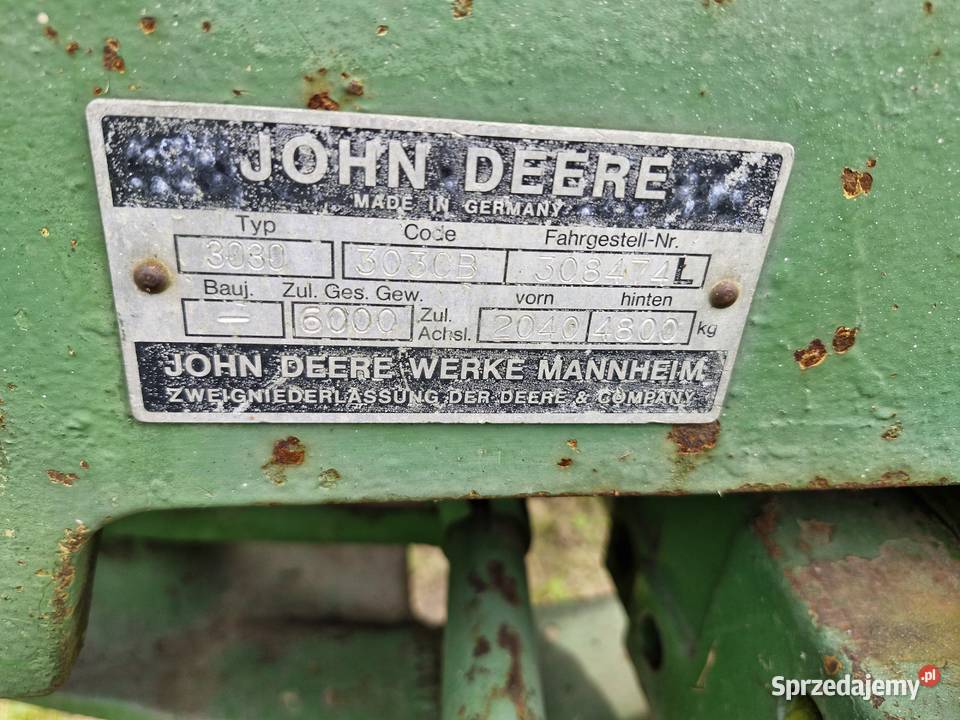 JOHN DEERE
MADE IN GERMANY
Typ Code Fahrgestell-Nr.
3030 3030B 308474L
Bauj. Zul. Ges. Gew. vorn hinten
– 6000 Zul. Achsl. 2040 4800 kg
JOHN DEERE WERKE MANNHEIM
ZWEIGNIEDERLASSUNG DER DEERE & COMPANY
Sprzedajemy.pl